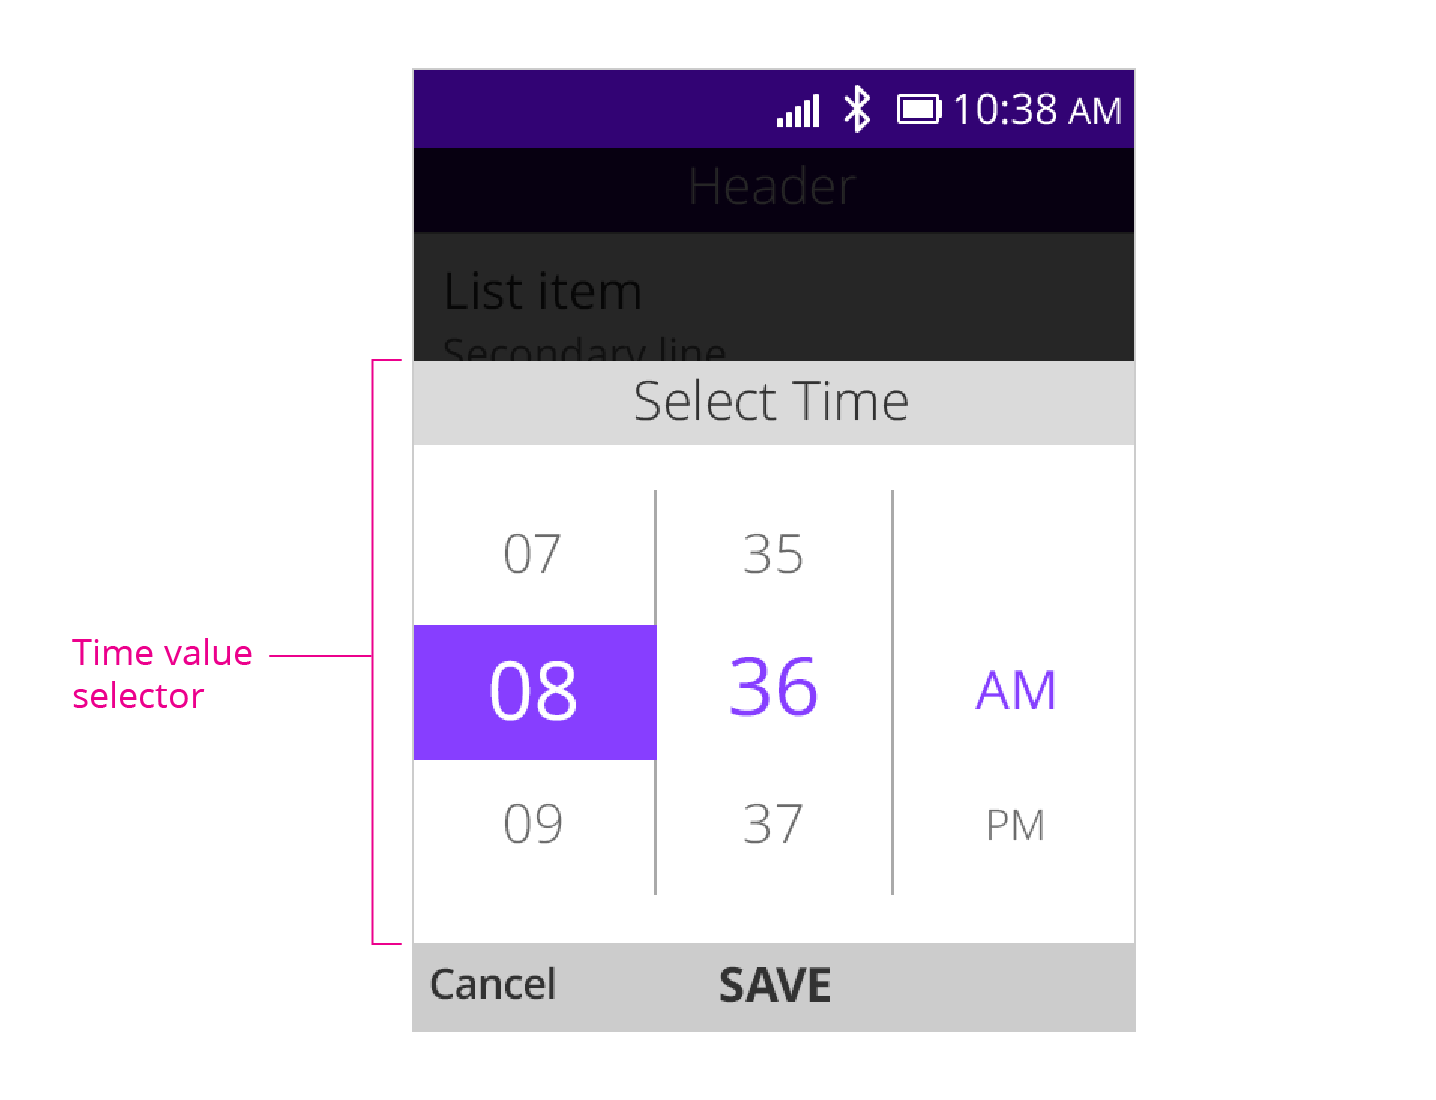 10:38 AM
Header
List item
Secondary line
Select Time
07 35
Time value
selector
08 36 AM
09 37 PM
Cancel SAVE